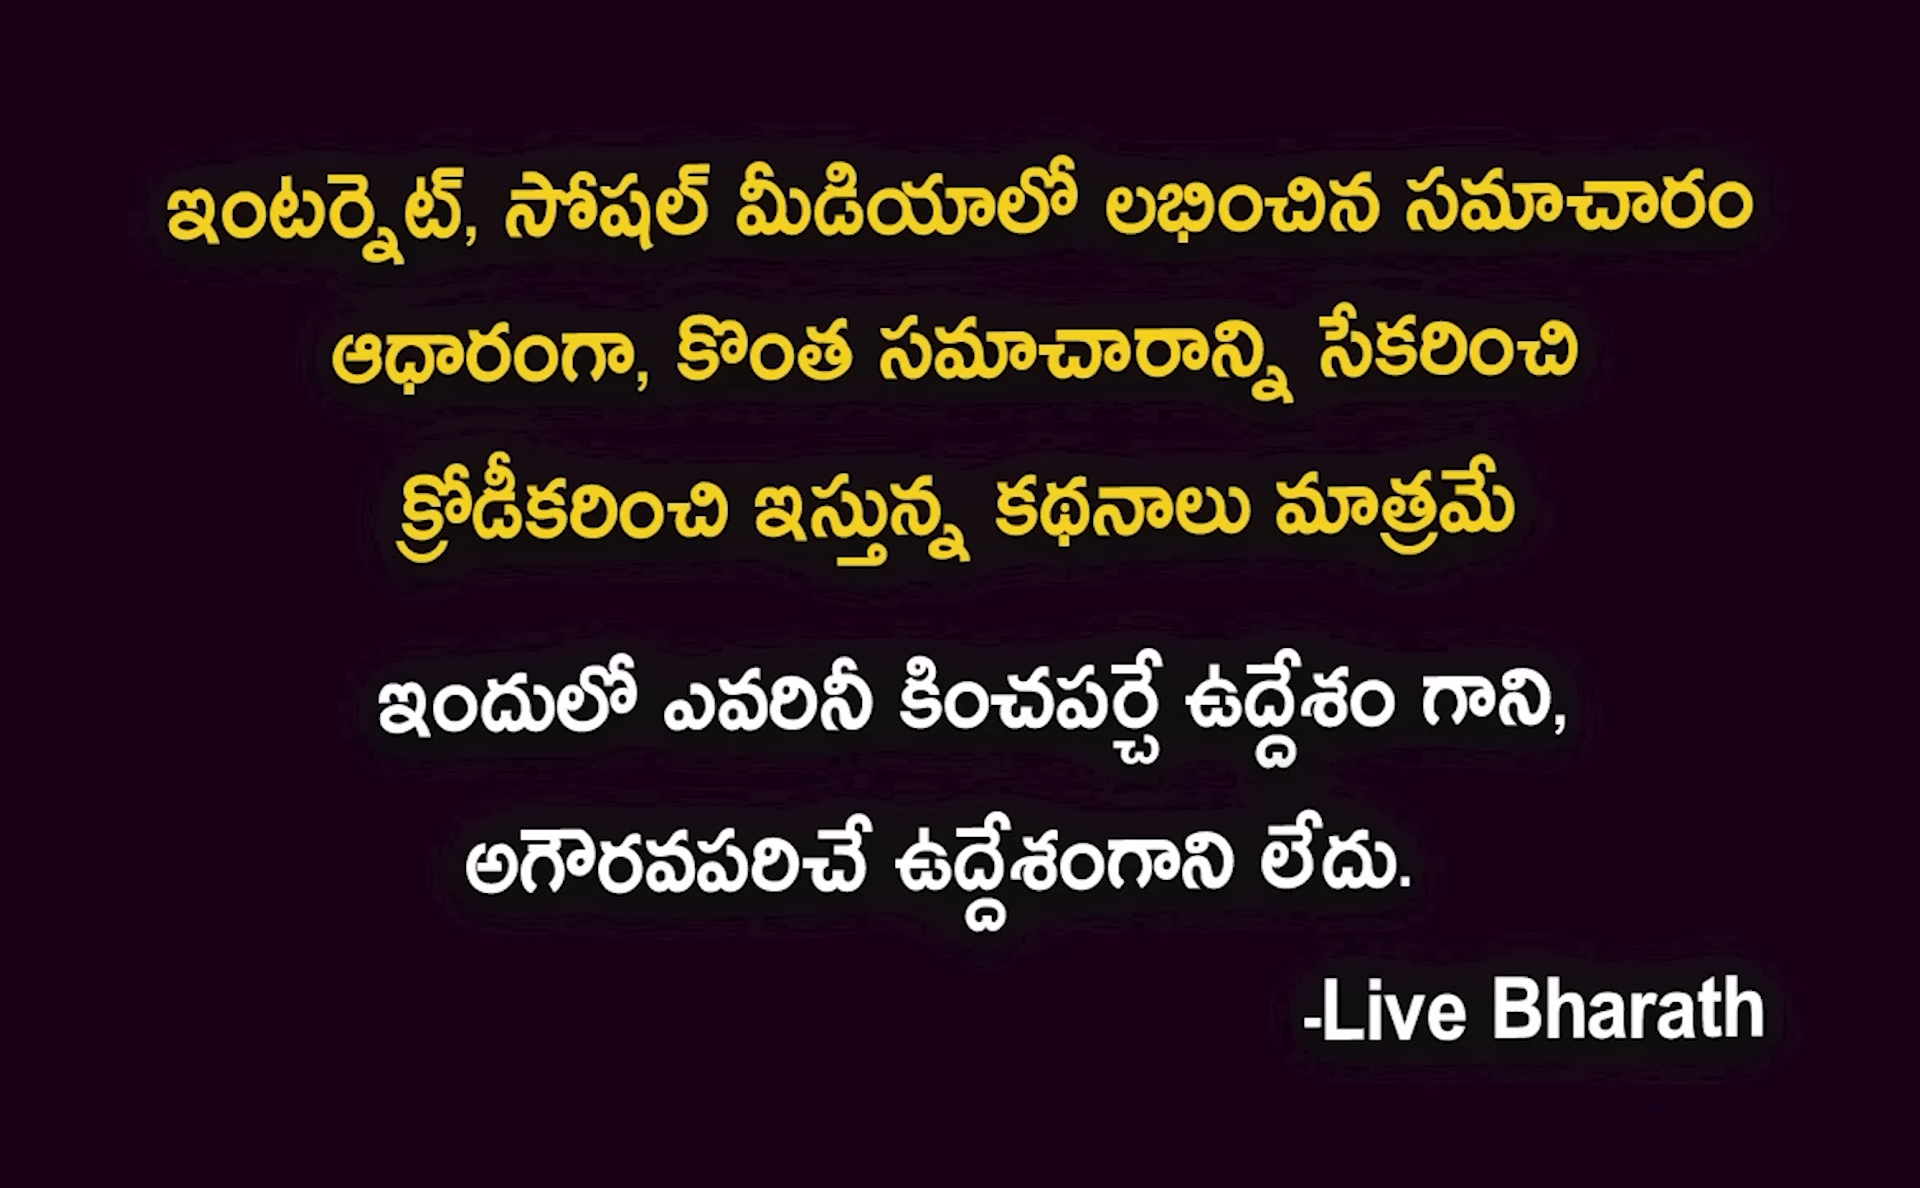 ఇంటర్నెట్, సోషల్ మీడియాలో లభించిన సమాచారం
ఆధారంగా, కొంత సమాచారాన్ని సేకరించి
క్రోడీకరించి ఇస్తున్న కథనాలు మాత్రమే
ఇందులో ఎవరినీ కించపర్చే ఉద్దేశం గాని,
అగౌరవపరిచే ఉద్దేశంగాని లేదు.
-Live Bharath